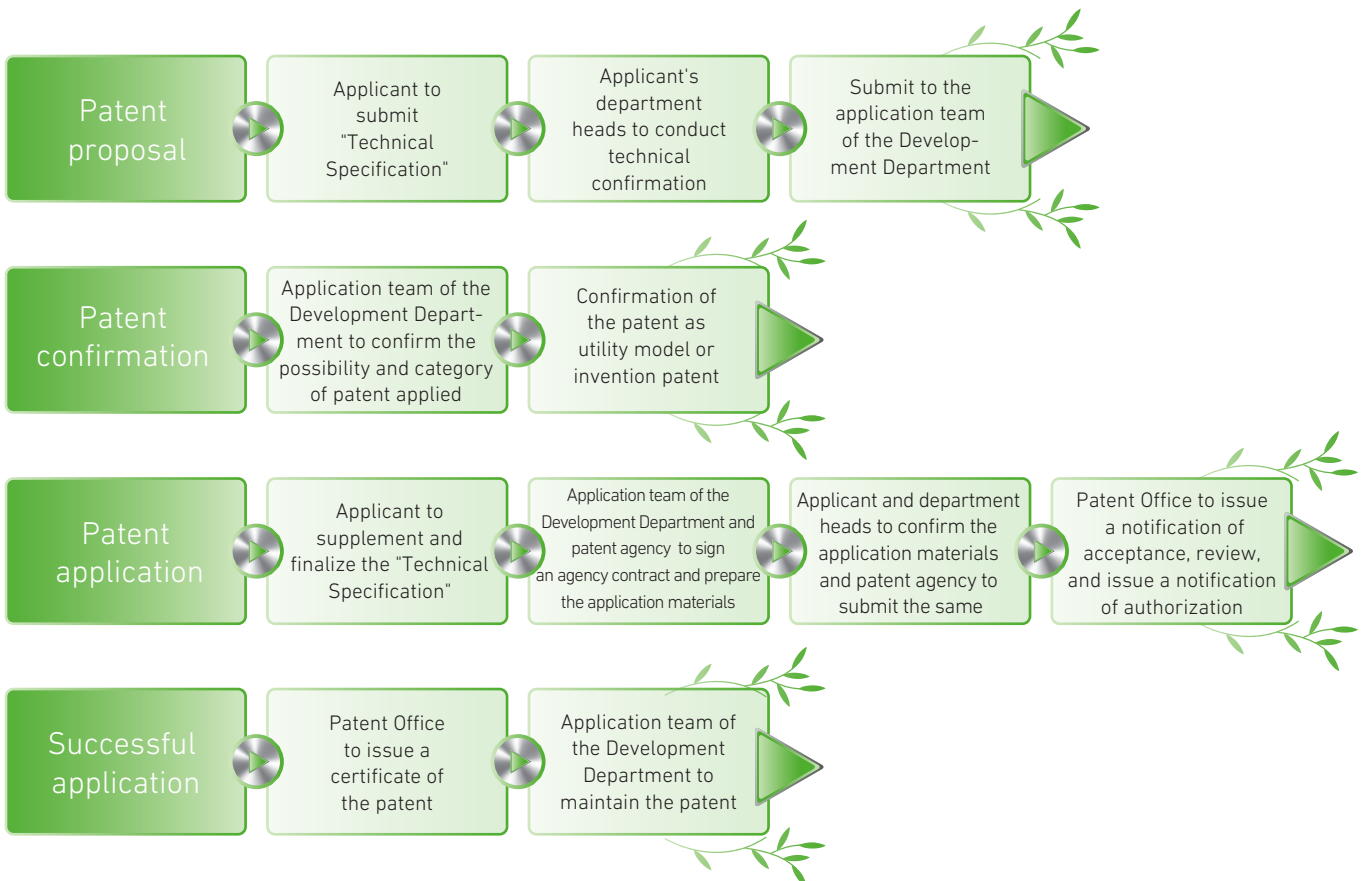 Patent
proposal
Applicant to
submit
"Technical
Specification"
Applicant's
department
heads to conduct
technical
confirmation
Submit to the
application team
of the Develop-
ment Department
Patent
confirmation
Application team of the
Development Depart-
ment to confirm the
possibility and category
of patent applied
Confirmation of
the patent as
utility model or
invention patent
Patent
application
Applicant to
supplement and
finalize the "Technical
Specification"
Application team of the
Development Department and
patent agency to sign
an agency contract and prepare
the application materials
Applicant and department
heads to confirm the
application materials
and patent agency to
submit the same
Patent Office to issue
a notification of
acceptance, review,
and issue a notification
of authorization
Successful
application
Patent Office
to issue a
certificate of
the patent
Application team of
the Development
Department to
maintain the patent